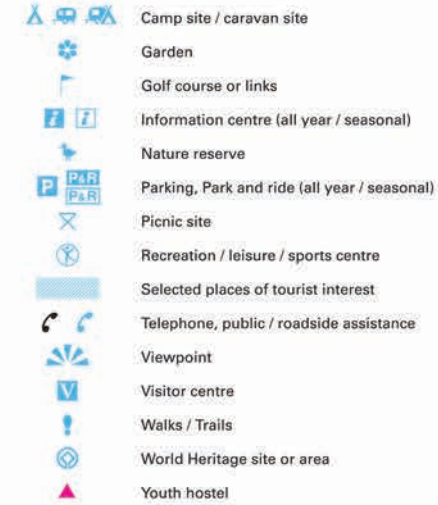 Camp site / caravan site
Garden
Golf course or links
i i Information centre (all year / seasonal)
Nature reserve
P P&R P&R Parking, Park and ride (all year / seasonal)
Picnic site
Recreation / leisure / sports centre
Selected places of tourist interest
Telephone, public / roadside assistance
Viewpoint
V Visitor centre
Walks / Trails
World Heritage site or area
Youth hostel